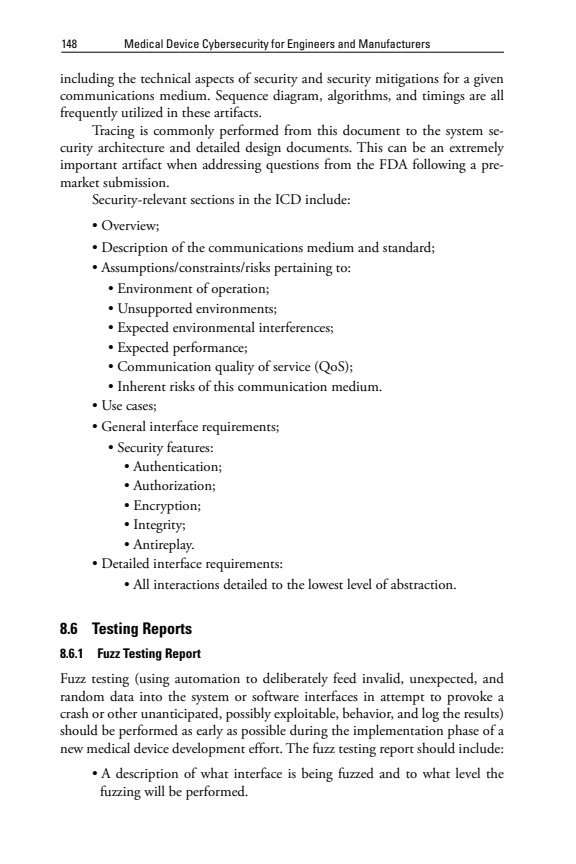 148 Medical Device Cybersecurity for Engineers and Manufacturers
including the technical aspects of security and security mitigations for a given
communications medium. Sequence diagram, algorithms, and timings are all
frequently utilized in these artifacts.
Tracing is commonly performed from this document to the system se-
curity architecture and detailed design documents. This can be an extremely
important artifact when addressing questions from the FDA following a pre-
market submission.
Security-relevant sections in the ICD include:
• Overview;
• Description of the communications medium and standard;
• Assumptions/constraints/risks pertaining to:
• Environment of operation;
• Unsupported environments;
• Expected environmental interferences;
• Expected performance;
• Communication quality of service (QoS);
• Inherent risks of this communication medium.
• Use cases;
• General interface requirements;
• Security features:
• Authentication;
• Authorization;
• Encryption;
• Integrity;
• Antireplay.
• Detailed interface requirements:
• All interactions detailed to the lowest level of abstraction.
8.6 Testing Reports
8.6.1 Fuzz Testing Report
Fuzz testing (using automation to deliberately feed invalid, unexpected, and
random data into the system or software interfaces in attempt to provoke a
crash or other unanticipated, possibly exploitable, behavior, and log the results)
should be performed as early as possible during the implementation phase of a
new medical device development effort. The fuzz testing report should include:
• A description of what interface is being fuzzed and to what level the
fuzzing will be performed.